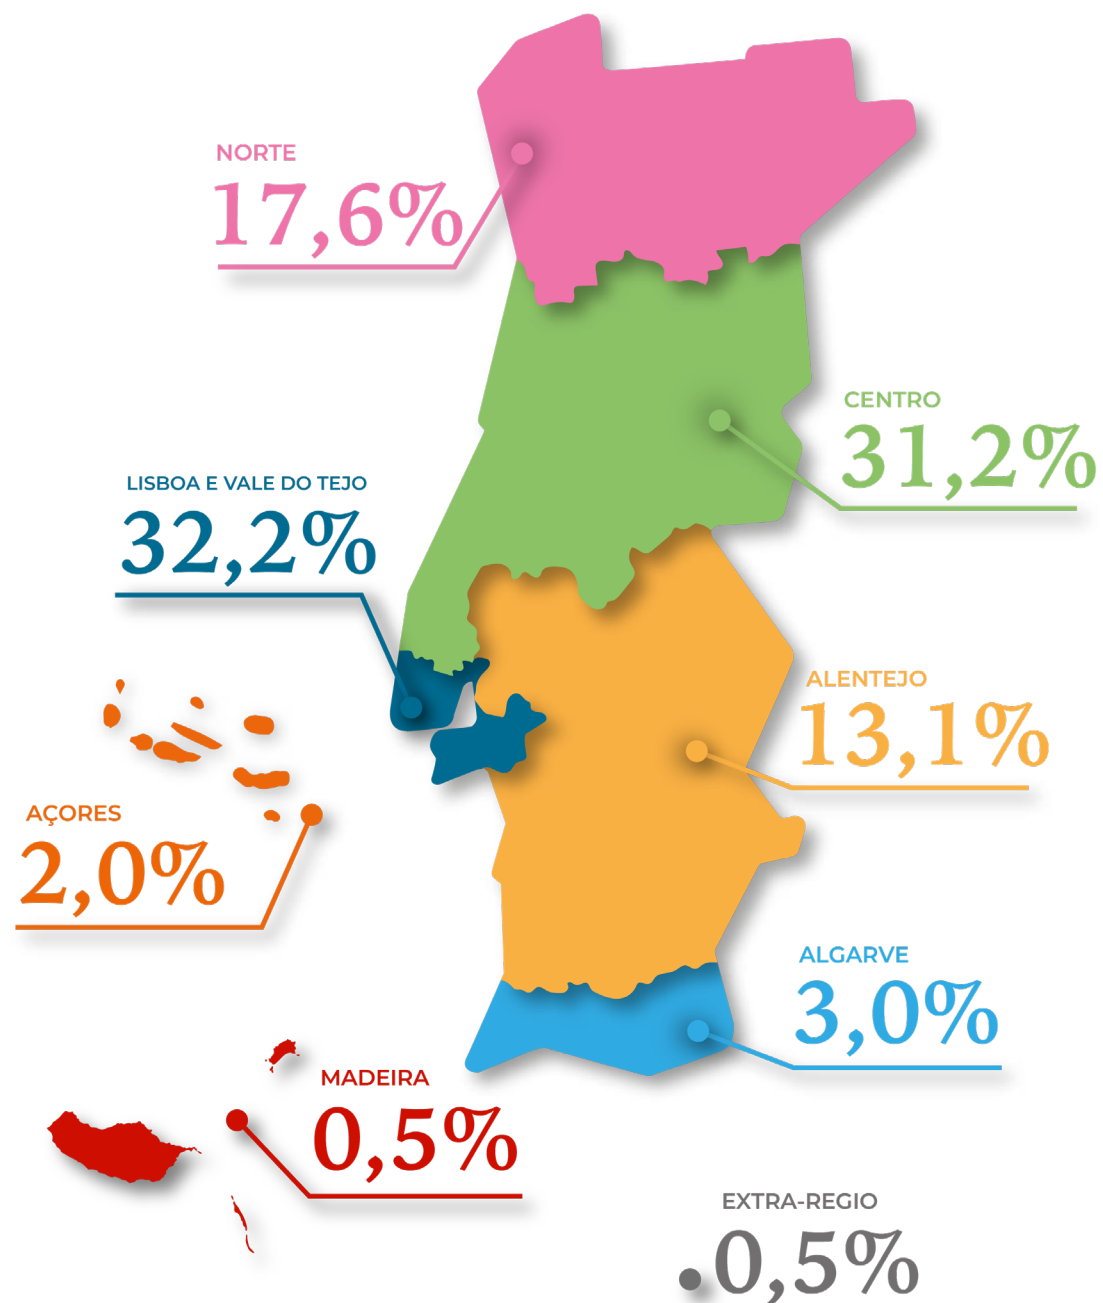 NORTE
17,6%
CENTRO
31,2%
LISBOA E VALE DO TEJO
32,2%
ALENTEJO
13,1%
AÇORES
2,0%
ALGARVE
3,0%
MADEIRA
0,5%
EXTRA-REGIO
0,5%